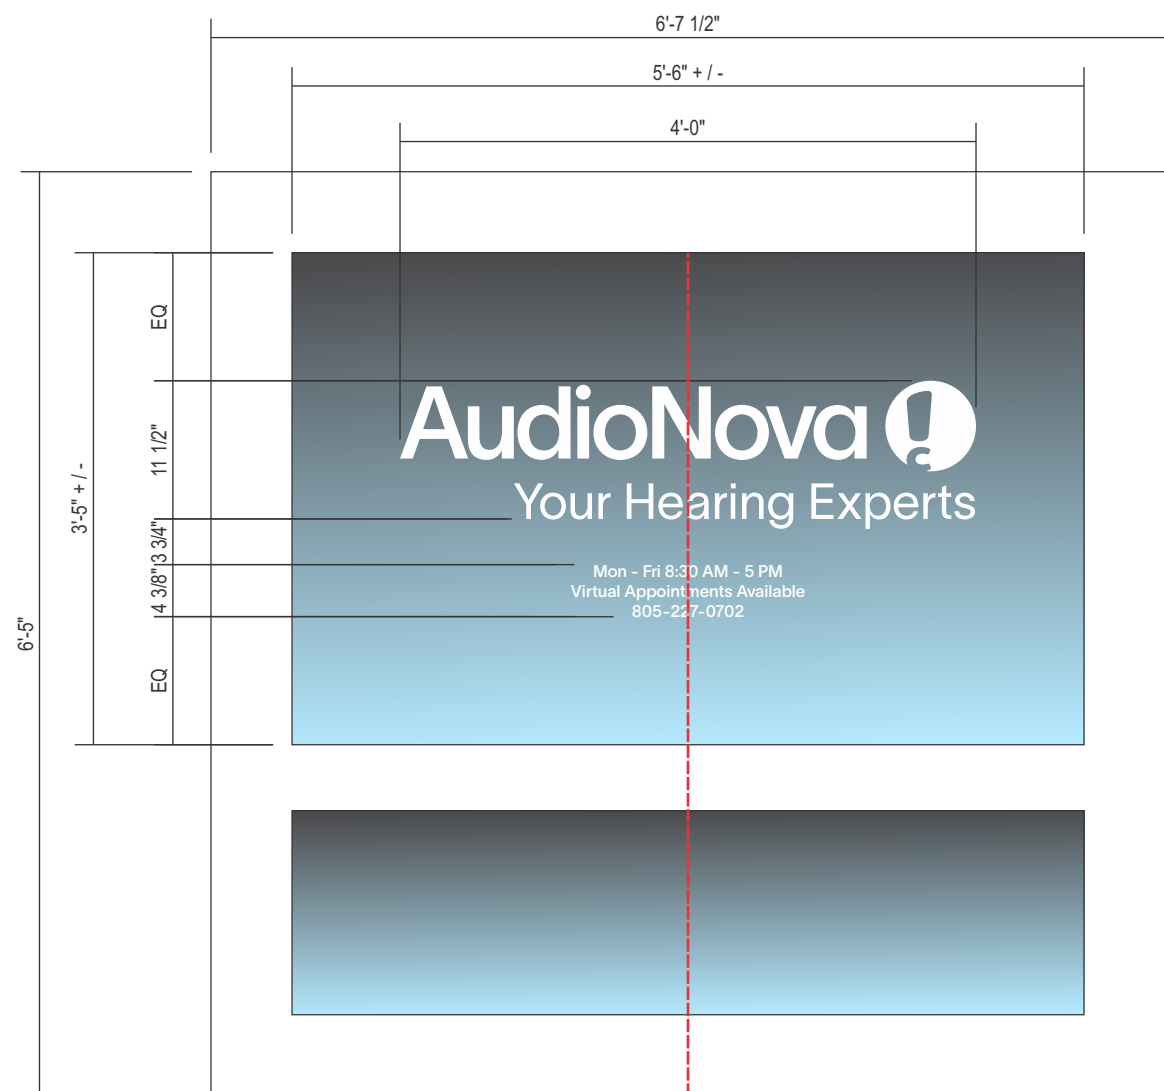 6'-7 1/2"
5'-6" + / -
4'-0"
EQ
11 1/2"
3'-5" + / -
3 3/4"
4 3/8"
6'-5"
EQ
AudioNova
Your Hearing Experts
Mon - Fri 8:30 AM - 5 PM
Virtual Appointments Available
805-227-0702